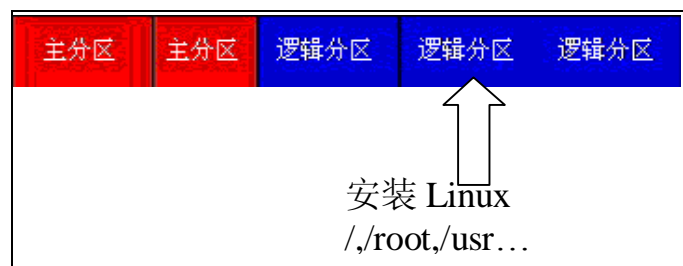 主分区 主分区 逻辑分区 逻辑分区 逻辑分区
安装 Linux
/,/root,/usr…